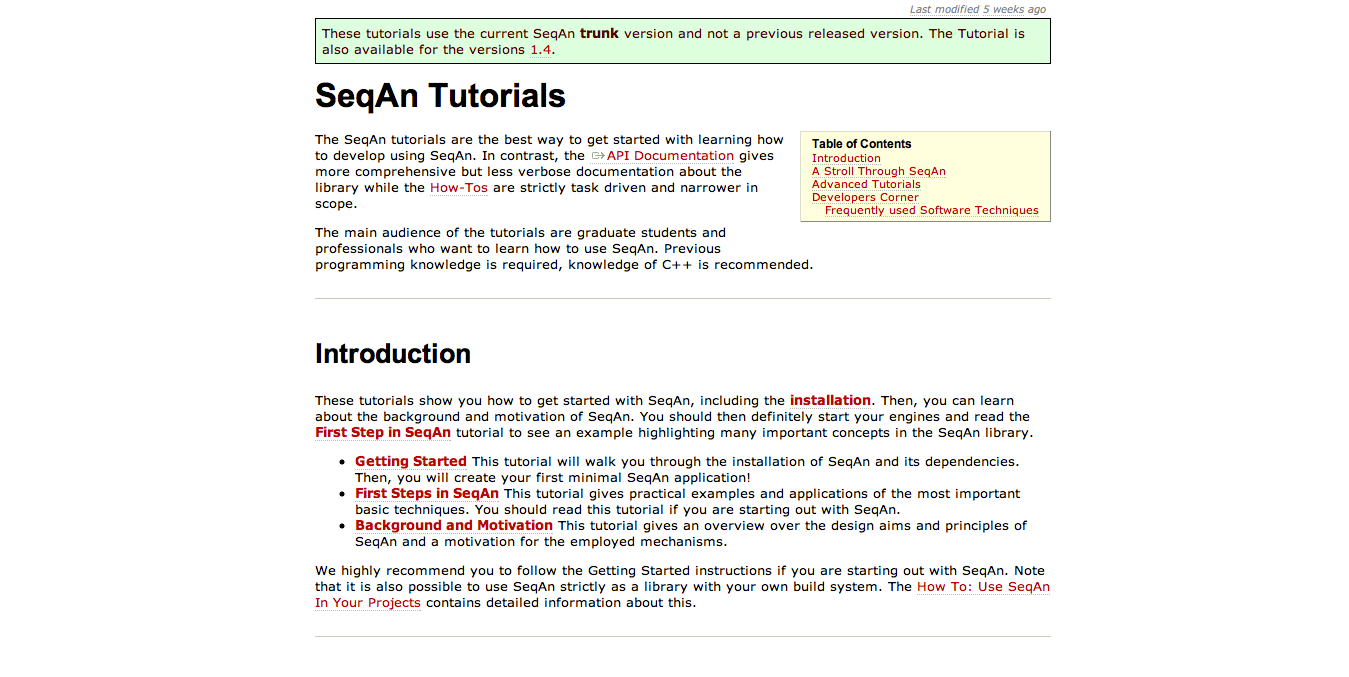 Last modified 5 weeks ago
These tutorials use the current SeqAn trunk version and not a previous released version. The Tutorial is
also available for the versions 1.4.
SeqAn Tutorials
The SeqAn tutorials are the best way to get started with learning how
to develop using SeqAn. In contrast, the API Documentation gives
more comprehensive but less verbose documentation about the
library while the How-Tos are strictly task driven and narrower in
scope.
Table of Contents
Introduction
A Stroll Through SeqAn
Advanced Tutorials
Developers Corner
Frequently used Software Techniques
The main audience of the tutorials are graduate students and
professionals who want to learn how to use SeqAn. Previous
programming knowledge is required, knowledge of C++ is recommended.
Introduction
These tutorials show you how to get started with SeqAn, including the installation. Then, you can learn
about the background and motivation of SeqAn. You should then definitely start your engines and read the
First Step in SeqAn tutorial to see an example highlighting many important concepts in the SeqAn library.
• Getting Started This tutorial will walk you through the installation of SeqAn and its dependencies.
Then, you will create your first minimal SeqAn application!
• First Steps in SeqAn This tutorial gives practical examples and applications of the most important
basic techniques. You should read this tutorial if you are starting out with SeqAn.
• Background and Motivation This tutorial gives an overview over the design aims and principles of
SeqAn and a motivation for the employed mechanisms.
We highly recommend you to follow the Getting Started instructions if you are starting out with SeqAn. Note
that it is also possible to use SeqAn strictly as a library with your own build system. The How To: Use SeqAn
In Your Projects contains detailed information about this.